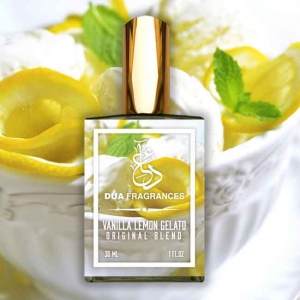 DUA FRAGRANCES
VANILLA LEMON GELATO
ORIGINAL BLEND
30 ML 1 FL.OZ